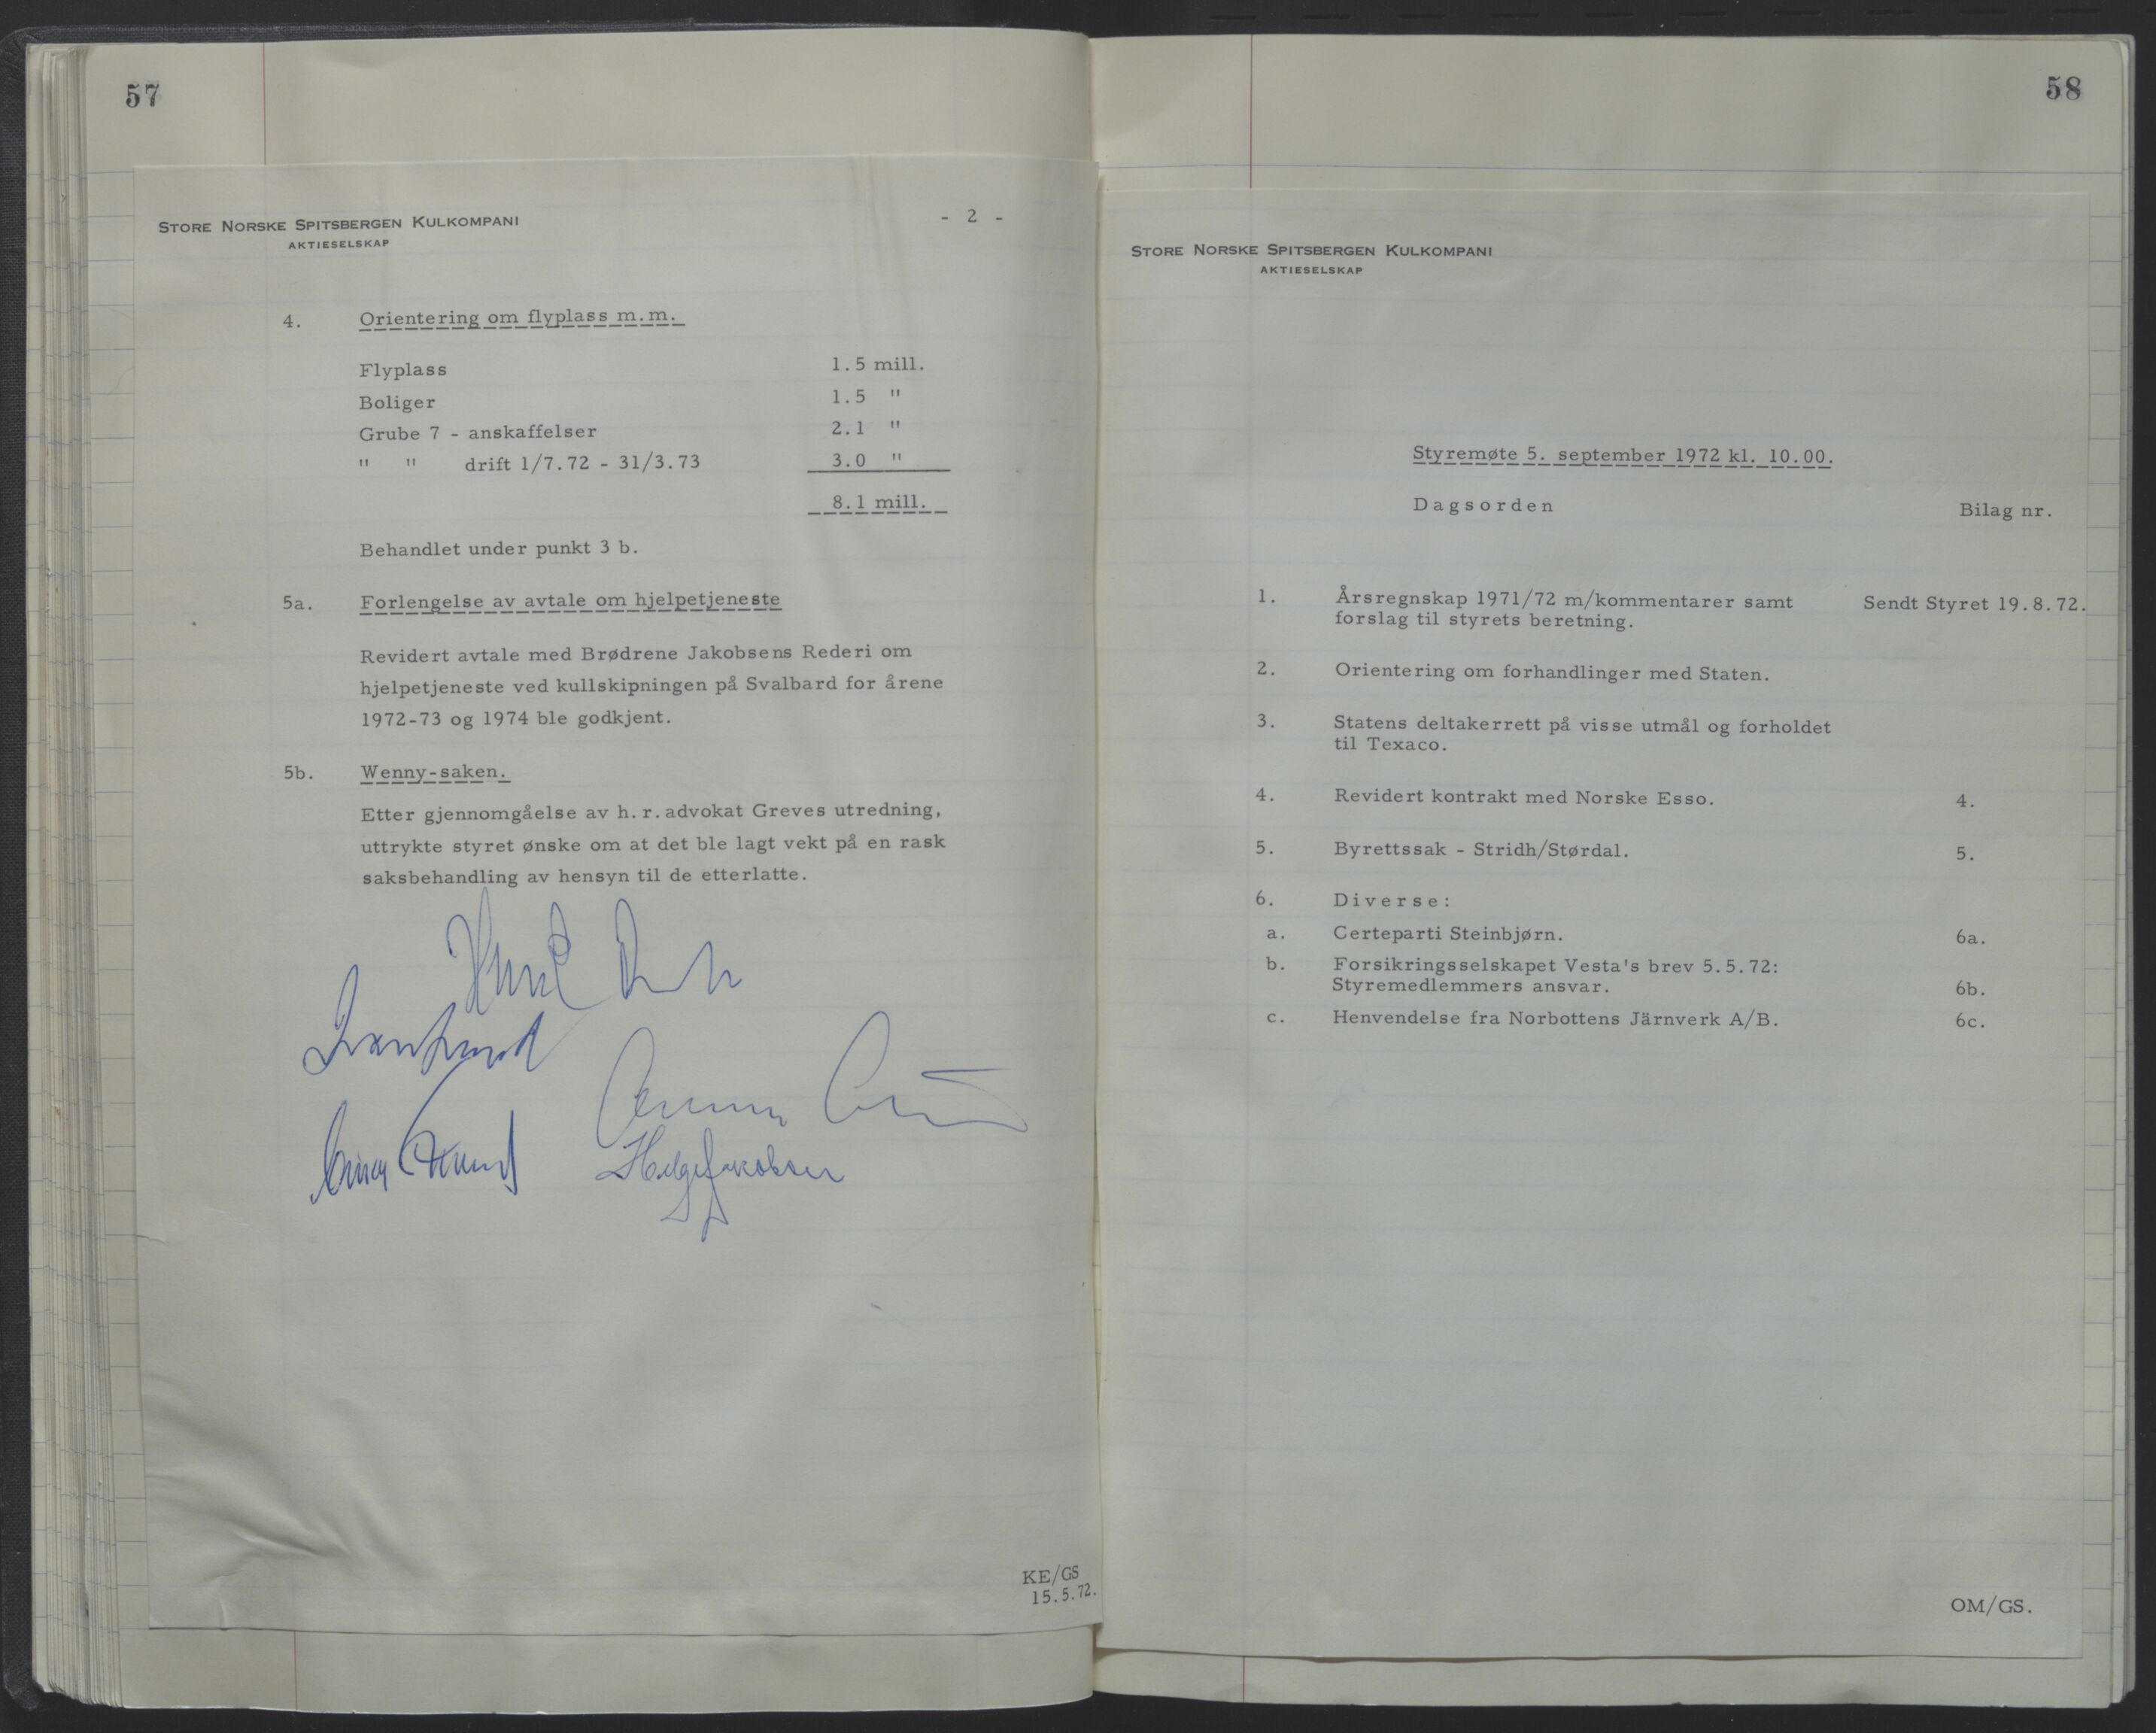 57
STORE NORSKE SPITSBERGEN KULKOMPANI
AKTIESELSKAP
- 2 -
4. Orientering om flyplass m.m.
Flyplass 1.5 mill.
Boliger 1.5 "
Grube 7 - anskaffelser 2.1 "
" " drift 1/7.72 - 31/3.73 3.0 "
8.1 mill.
Behandlet under punkt 3 b.
5a. Forlengelse av avtale om hjelpetjeneste
Revidert avtale med Brødrene Jakobsens Rederi om
hjelpetjeneste ved kullskipningen på Svalbard for årene
1972-73 og 1974 ble godkjent.
5b. Wenny-saken.
Etter gjennomgåelse av h.r.advokat Greves utredning,
uttrykte styret ønske om at det ble lagt vekt på en rask
saksbehandling av hensyn til de etterlatte.
Helge Jakobsen
KE/GS
15.5.72.
58
STORE NORSKE SPITSBERGEN KULKOMPANI
AKTIESELSKAP
Styremøte 5. september 1972 kl. 10.00.
Dagsorden Bilag nr.
1. Årsregnskap 1971/72 m/kommentarer samt Sendt Styret 19.8.72.
forslag til styrets beretning.
2. Orientering om forhandlinger med Staten.
3. Statens deltakerrett på visse utmål og forholdet
til Texaco.
4. Revidert kontrakt med Norske Esso. 4.
5. Byrettssak - Stridh/Størdal. 5.
6. Diverse:
a. Certeparti Steinbjørn. 6a.
b. Forsikringsselskapet Vesta's brev 5.5.72:
Styremedlemmers ansvar. 6b.
c. Henvendelse fra Norbottens Järnverk A/B. 6c.
OM/GS.